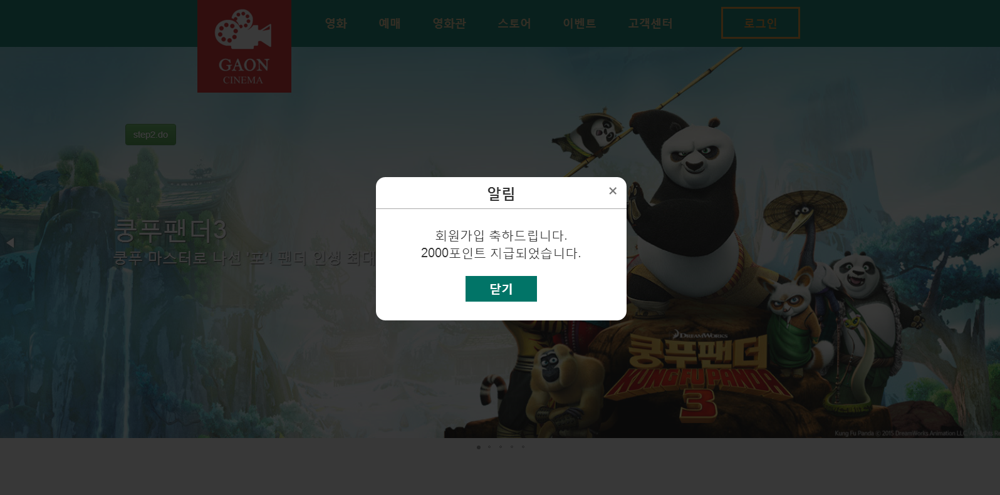 GAON
CINEMA
영화
예매
영화관
스토어
이벤트
고객센터
로그인
step2.do
쿵푸팬더3
쿵푸 마스터로 나선 '포'! 팬더 인생 최대
알림
×
회원가입 축하드립니다.
2000포인트 지급되었습니다.
닫기
DREAMWORKS
쿵푸팬더
KUNG FU PANDA
3
Kung Fu Panda © 2015 DreamWorks Animation LLC. All Rights Re